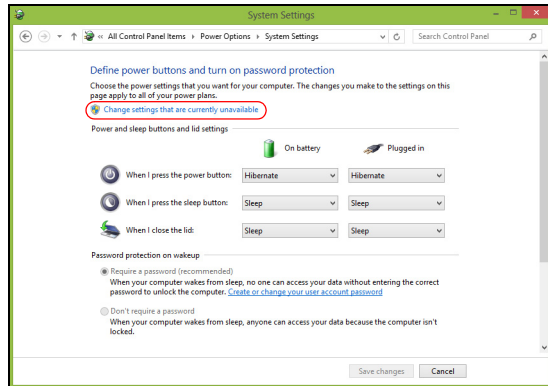 System Settings
« All Control Panel Items ▸ Power Options ▸ System Settings
Search Control Panel
Define power buttons and turn on password protection
Choose the power settings that you want for your computer. The changes you make to the settings on this
page apply to all of your power plans.
Change settings that are currently unavailable
Power and sleep buttons and lid settings
On battery Plugged in
When I press the power button: Hibernate Hibernate
When I press the sleep button: Sleep Sleep
When I close the lid: Sleep Sleep
Password protection on wakeup
Require a password (recommended)
When your computer wakes from sleep, no one can access your data without entering the correct
password to unlock the computer. Create or change your user account password
Don't require a password
When your computer wakes from sleep, anyone can access your data because the computer isn't
locked.
Save changes Cancel